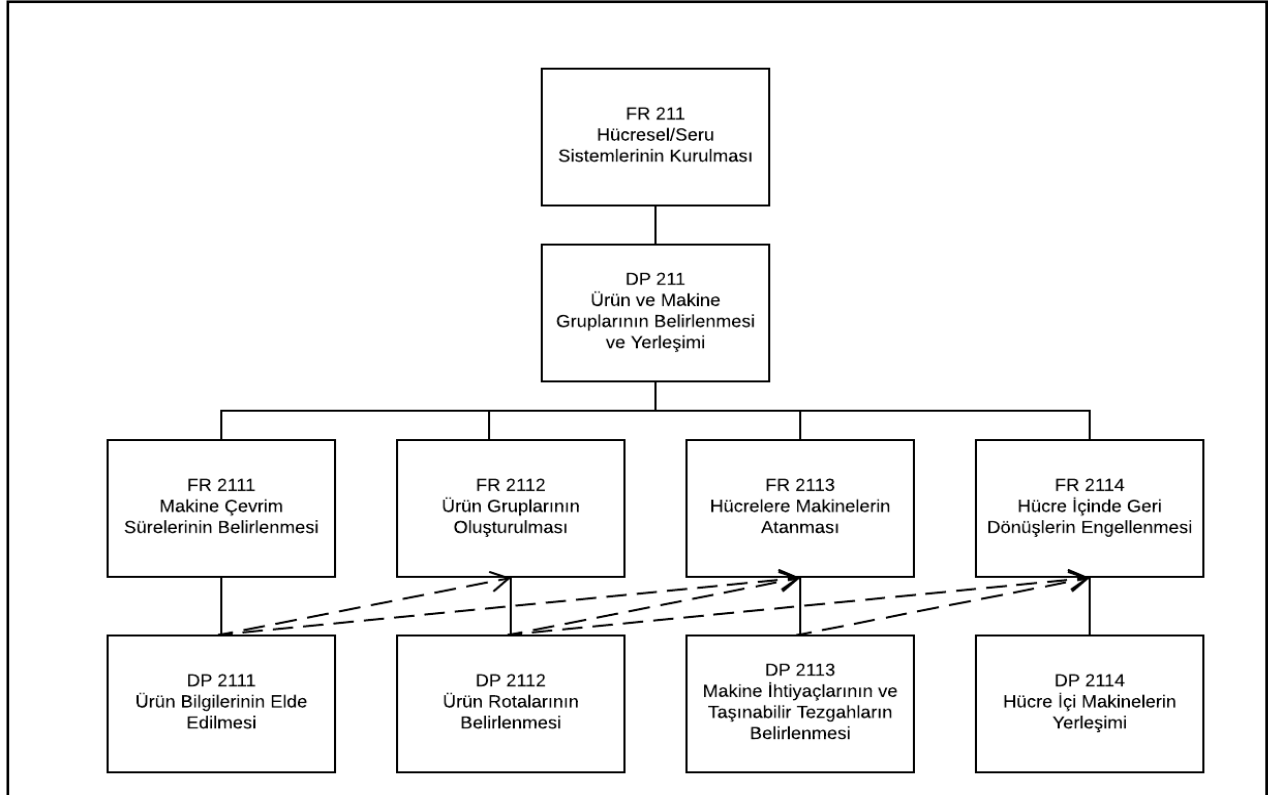 FR 211
Hücresel/Seru
Sistemlerinin Kurulması
DP 211
Ürün ve Makine
Gruplarının Belirlenmesi
ve Yerleşimi
FR 2111
Makine Çevrim
Sürelerinin Belirlenmesi
FR 2112
Ürün Gruplarının
Oluşturulması
FR 2113
Hücrelere Makinelerin
Atanması
FR 2114
Hücre İçinde Geri
Dönüşlerin Engellenmesi
DP 2111
Ürün Bilgilerinin Elde
Edilmesi
DP 2112
Ürün Rotalarının
Belirlenmesi
DP 2113
Makine İhtiyaçlarının ve
Taşınabilir Tezgahların
Belirlenmesi
DP 2114
Hücre İçi Makinelerin
Yerleşimi